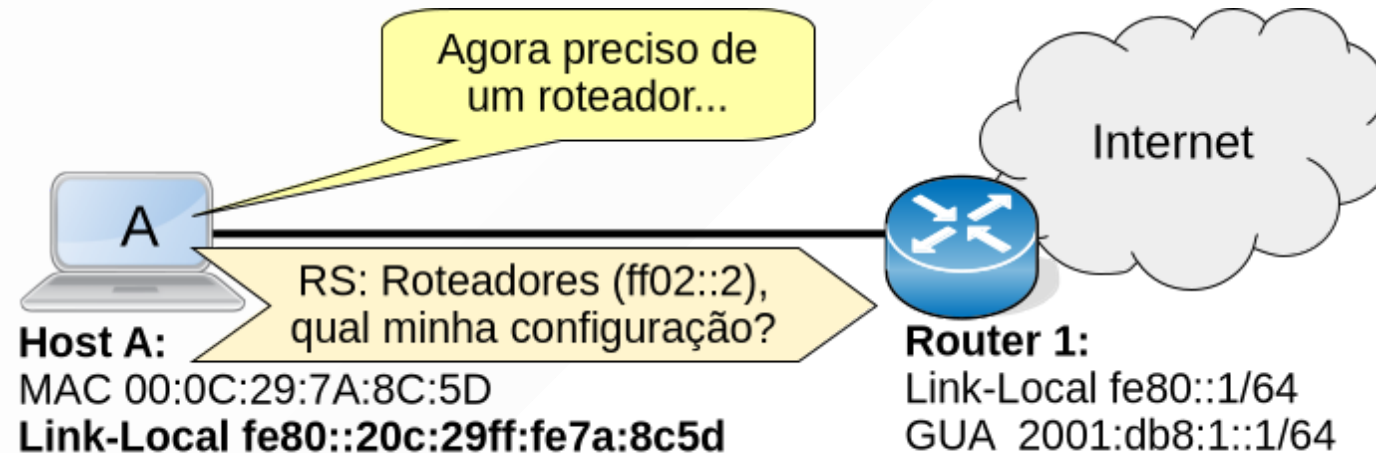 Agora preciso de
um roteador...
Internet
A
RS: Roteadores (ff02::2),
qual minha configuração?
Host A:
MAC 00:0C:29:7A:8C:5D
Link-Local fe80::20c:29ff:fe7a:8c5d
Router 1:
Link-Local fe80::1/64
GUA 2001:db8:1::1/64